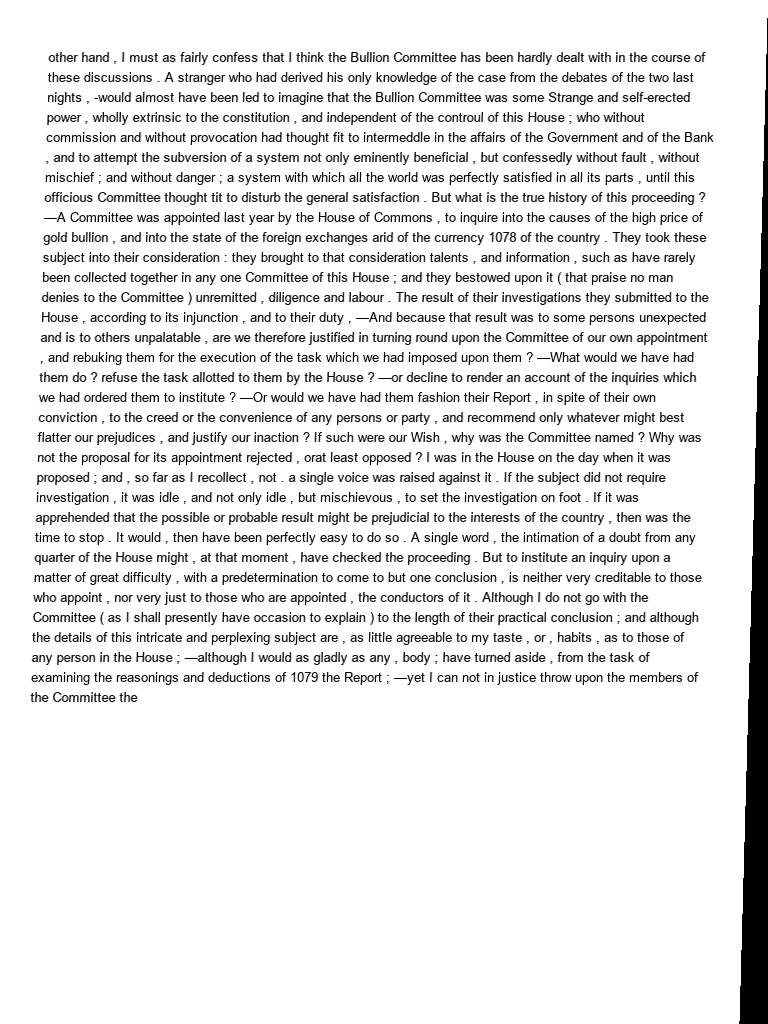 other hand , I must as fairly confess that I think the Bullion Committee has been hardly dealt with in the course of
these discussions . A stranger who had derived his only knowledge of the case from the debates of the two last
nights , -would almost have been led to imagine that the Bullion Committee was some Strange and self-erected
power , wholly extrinsic to the constitution , and independent of the controul of this House ; who without
commission and without provocation had thought fit to intermeddle in the affairs of the Government and of the Bank
, and to attempt the subversion of a system not only eminently beneficial , but confessedly without fault , without
mischief ; and without danger ; a system with which all the world was perfectly satisfied in all its parts , until this
officious Committee thought tit to disturb the general satisfaction . But what is the true history of this proceeding ?
—A Committee was appointed last year by the House of Commons , to inquire into the causes of the high price of
gold bullion , and into the state of the foreign exchanges arid of the currency 1078 of the country . They took these
subject into their consideration : they brought to that consideration talents , and information , such as have rarely
been collected together in any one Committee of this House ; and they bestowed upon it ( that praise no man
denies to the Committee ) unremitted , diligence and labour . The result of their investigations they submitted to the
House , according to its injunction , and to their duty , —And because that result was to some persons unexpected
and is to others unpalatable , are we therefore justified in turning round upon the Committee of our own appointment
, and rebuking them for the execution of the task which we had imposed upon them ? —What would we have had
them do ? refuse the task allotted to them by the House ? —or decline to render an account of the inquiries which
we had ordered them to institute ? —Or would we have had them fashion their Report , in spite of their own
conviction , to the creed or the convenience of any persons or party , and recommend only whatever might best
flatter our prejudices , and justify our inaction ? If such were our Wish , why was the Committee named ? Why was
not the proposal for its appointment rejected , orat least opposed ? I was in the House on the day when it was
proposed ; and , so far as I recollect , not . a single voice was raised against it . If the subject did not require
investigation , it was idle , and not only idle , but mischievous , to set the investigation on foot . If it was
apprehended that the possible or probable result might be prejudicial to the interests of the country , then was the
time to stop . It would , then have been perfectly easy to do so . A single word , the intimation of a doubt from any
quarter of the House might , at that moment , have checked the proceeding . But to institute an inquiry upon a
matter of great difficulty , with a predetermination to come to but one conclusion , is neither very creditable to those
who appoint , nor very just to those who are appointed , the conductors of it . Although I do not go with the
Committee ( as I shall presently have occasion to explain ) to the length of their practical conclusion ; and although
the details of this intricate and perplexing subject are , as little agreeable to my taste , or , habits , as to those of
any person in the House ; —although I would as gladly as any , body ; have turned aside , from the task of
examining the reasonings and deductions of 1079 the Report ; —yet I can not in justice throw upon the members of
the Committee the